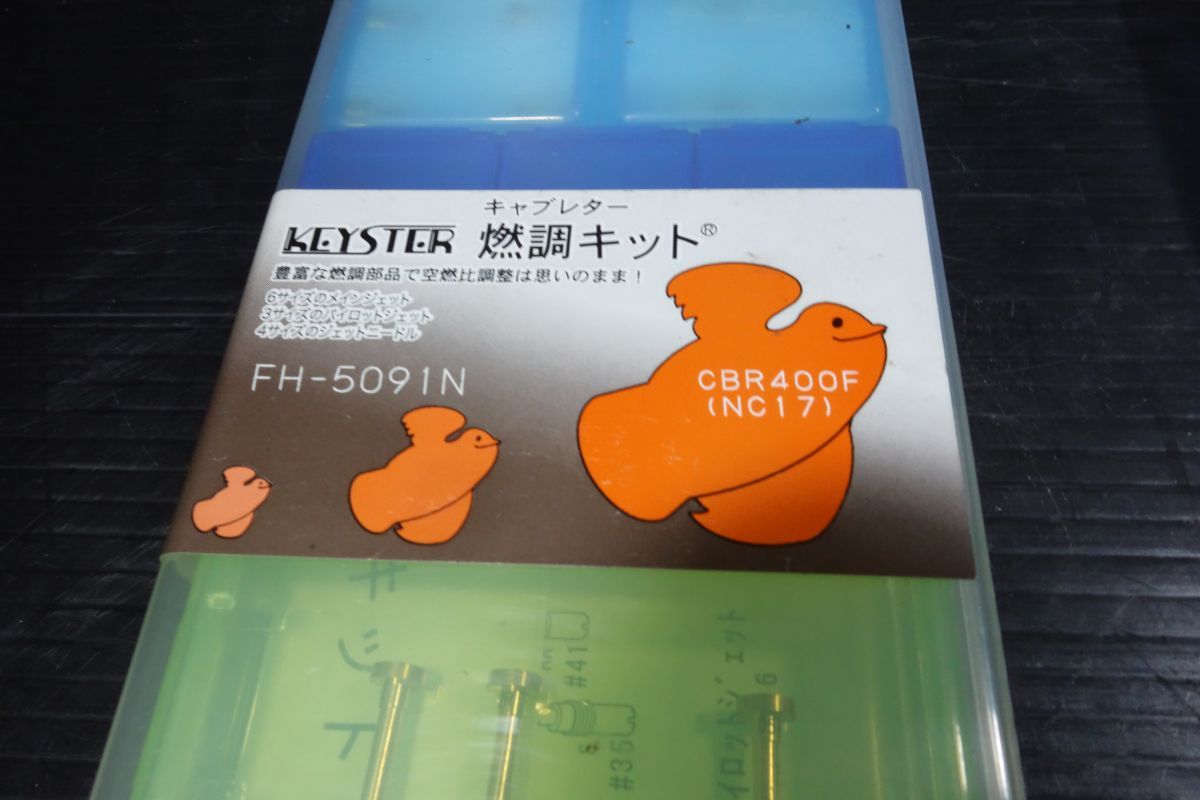 キャブレター
KEYSTER 燃調キット®
豊富な燃調部品で空燃比調整は思いのまま!
6サイズのメインジェット
3サイズのパイロットジェット
4サイズのジェットニードル
FH-5091N
CBR400F
(NC17)
キット
#41
#35
イロットジェット
6